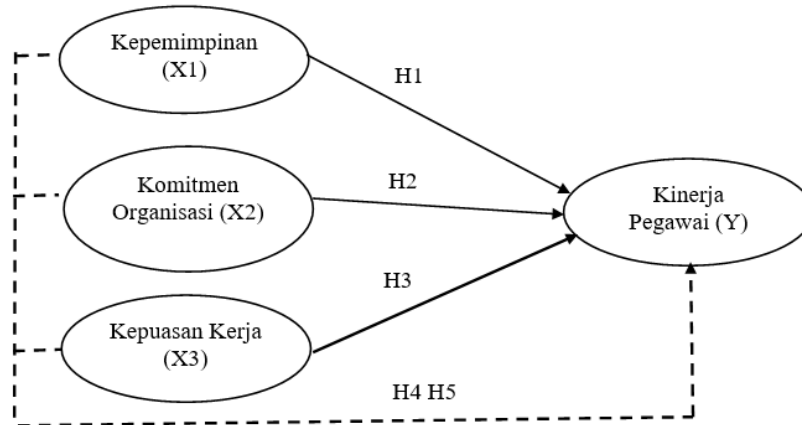 Kepemimpinan
(X1)
H1
Komitmen
Organisasi (X2)
H2
Kinerja
Pegawai (Y)
H3
Kepuasan Kerja
(X3)
H4 H5